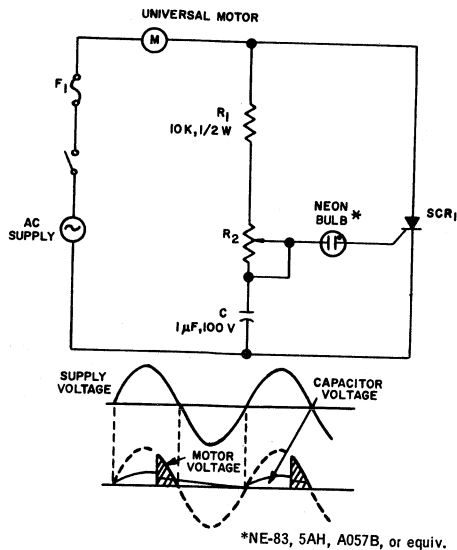 UNIVERSAL MOTOR
M
F1
R1
10K, 1/2 W
NEON
BULB *
SCR1
R2
AC
SUPPLY
C
1 µF, 100 V
SUPPLY
VOLTAGE
CAPACITOR
VOLTAGE
MOTOR
VOLTAGE
*NE-83, 5AH, A057B, or equiv.